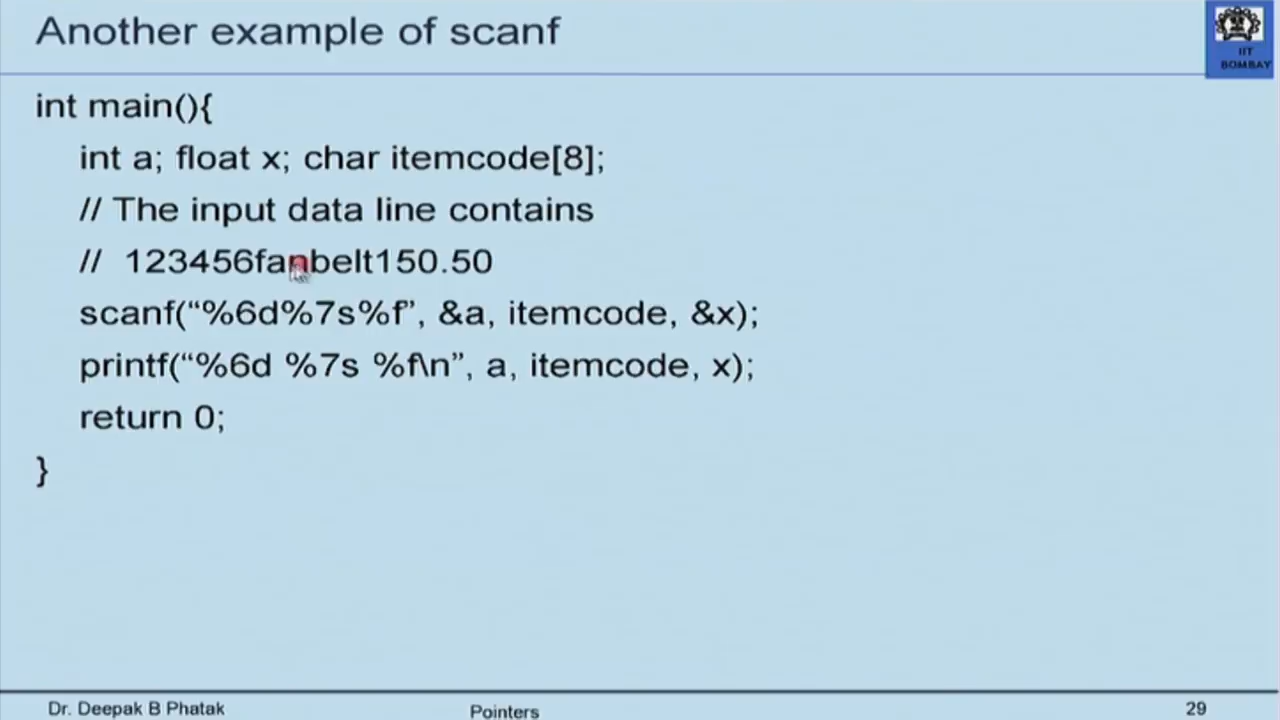 Another example of scanf
IIT
BOMBAY
int main(){
int a; float x; char itemcode[8];
// The input data line contains
// 123456fanbelt150.50
scanf(“%6d%7s%f”, &a, itemcode, &x);
printf(“%6d %7s %f\n”, a, itemcode, x);
return 0;
}
Dr. Deepak B Phatak
Pointers
29